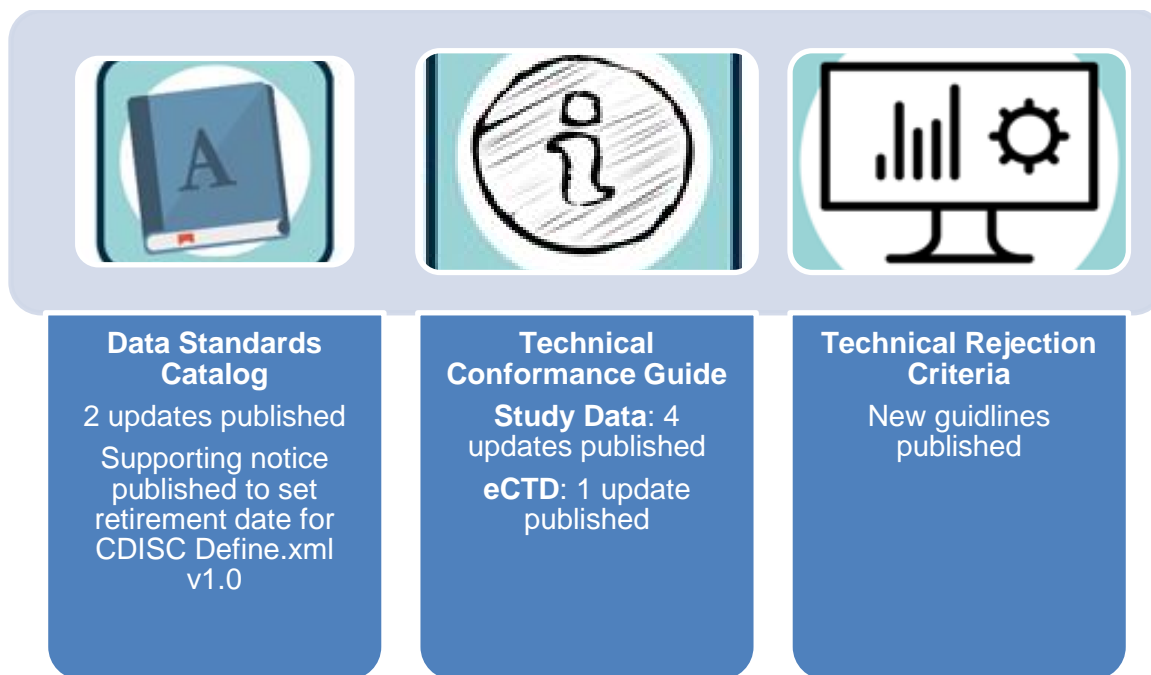 A
Data Standards
Catalog
2 updates published
Supporting notice
published to set
retirement date for
CDISC Define.xml
v1.0
Technical
Conformance Guide
Study Data: 4
updates published
eCTD: 1 update
published
Technical Rejection
Criteria
New guidlines
published